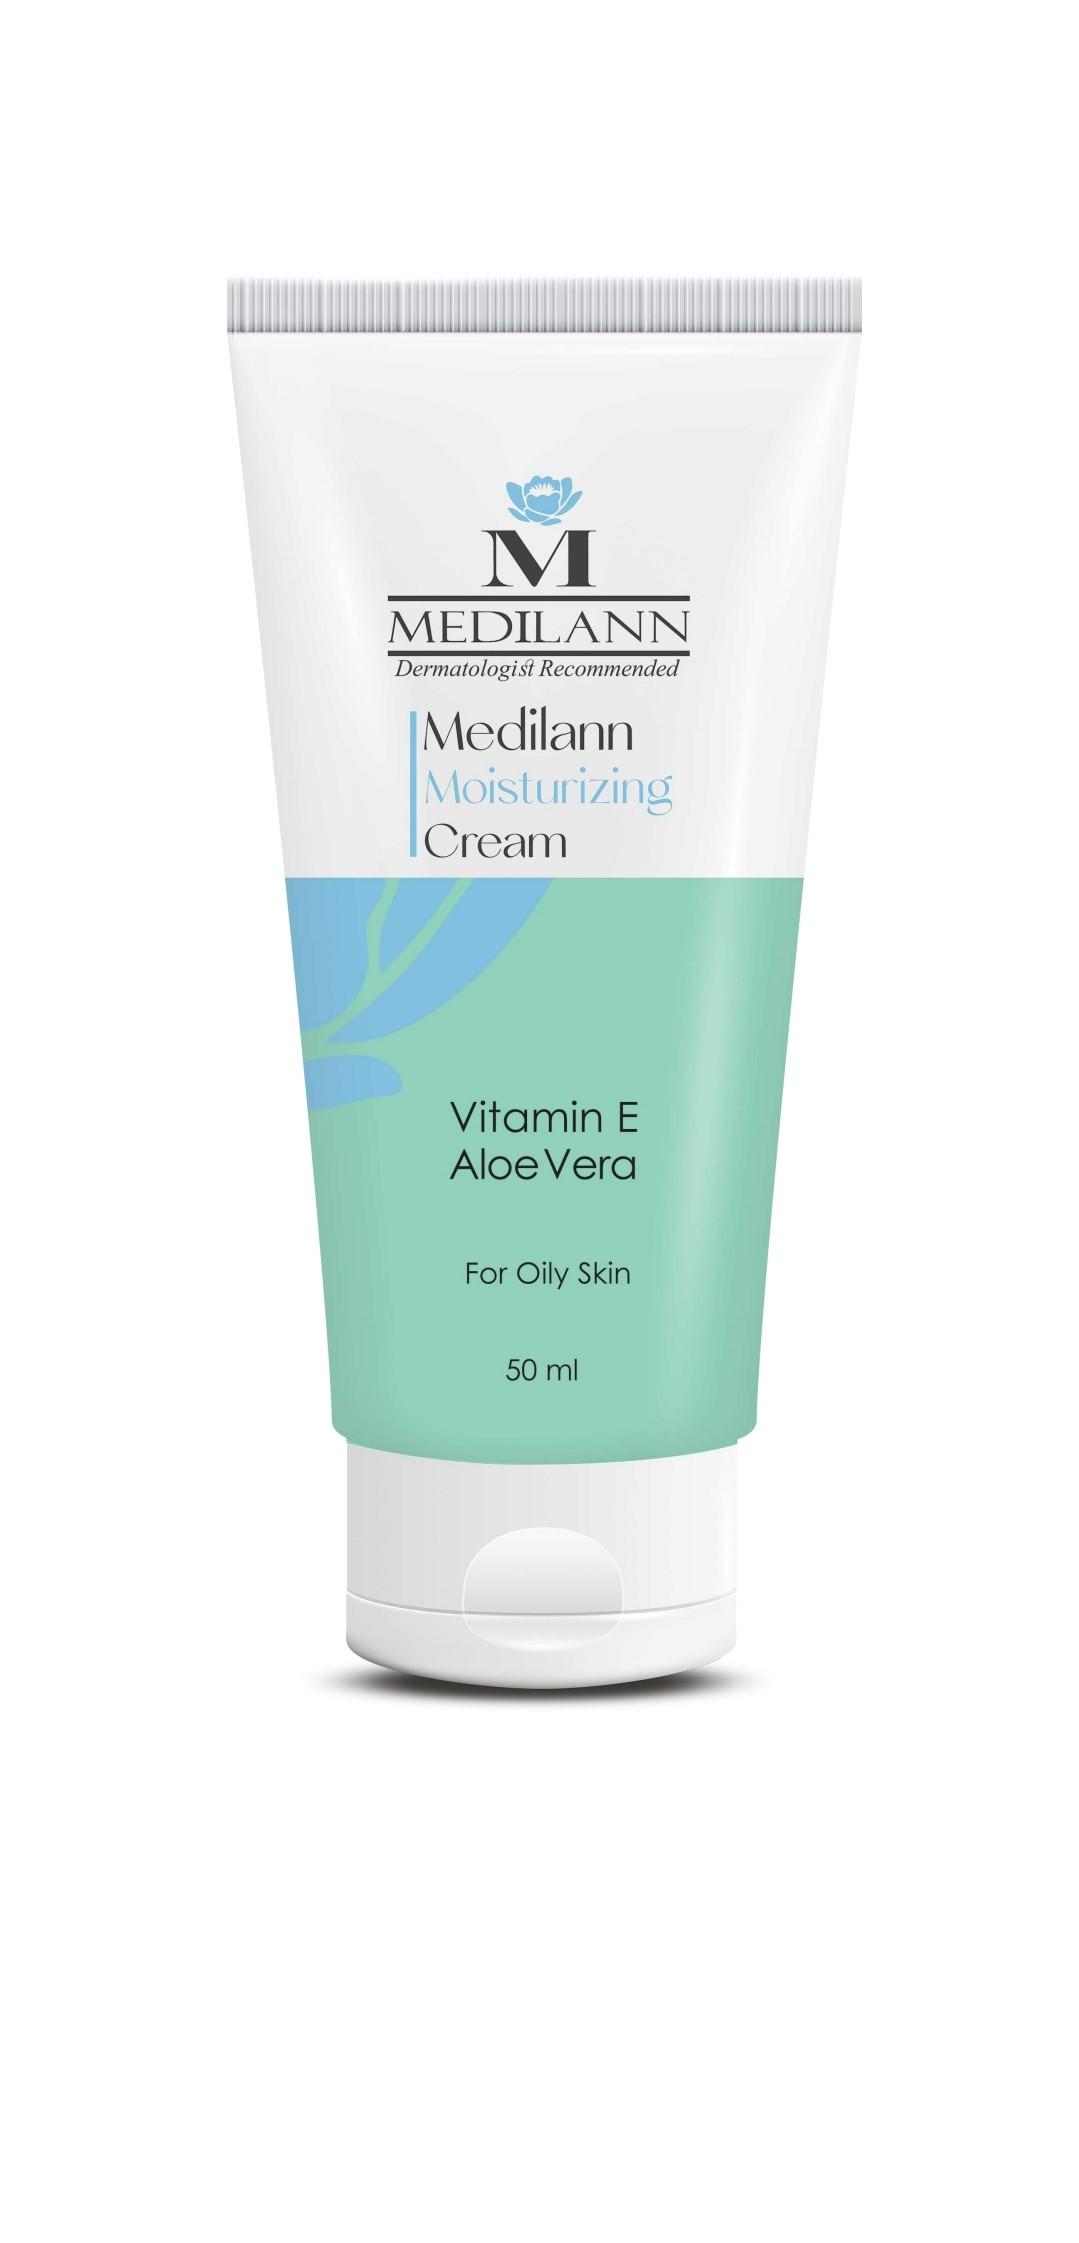 M
MEDILANN
Dermatologist Recommended
Medilann
Moisturizing
Cream
Vitamin E
Aloe Vera
For Oily Skin
50 ml